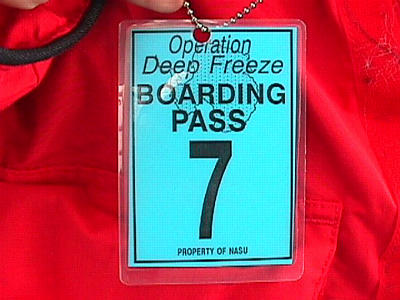 Operation
Deep Freeze
BOARDING
PASS
7
PROPERTY OF NASU